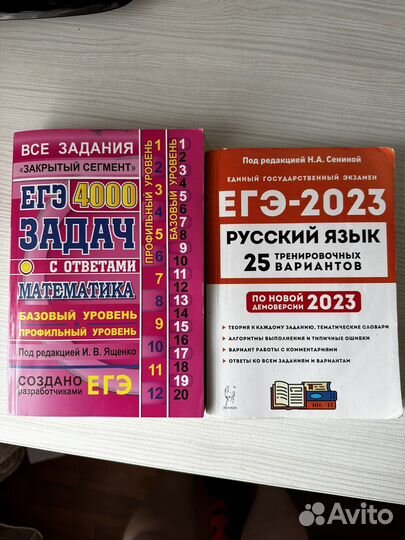 ВСЕ ЗАДАНИЯ
„ЗАКРЫТЫЙ СЕГМЕНТ“
ЕГЭ 4000
ЗАДАЧ
С ОТВЕТАМИ
МАТЕМАТИКА
БАЗОВЫЙ УРОВЕНЬ
ПРОФИЛЬНЫЙ УРОВЕНЬ
Под редакцией И. В. Ященко
СОЗДАНО
разработчиками ЕГЭ
ПРОФИЛЬНЫЙ УРОВЕНЬ
1
2
3
4
5
6
7
8
9
10
11
12
БАЗОВЫЙ УРОВЕНЬ
1
2
3
4
5
6
7
8
9
10
11
12
13
14
15
16
17
18
19
20
Под редакцией Н.А. Сениной
ЕДИНЫЙ ГОСУДАРСТВЕННЫЙ ЭКЗАМЕН
ЕГЭ-2023
РУССКИЙ ЯЗЫК
25 ТРЕНИРОВОЧНЫХ
ВАРИАНТОВ
ПО НОВОЙ
ДЕМОВЕРСИИ 2023
ТЕОРИЯ К КАЖДОМУ ЗАДАНИЮ, ТЕМАТИЧЕСКИЕ СЛОВАРИ
АЛГОРИТМЫ ВЫПОЛНЕНИЯ И ТИПИЧНЫЕ ОШИБКИ
ВАРИАНТ РАБОТЫ С КОММЕНТАРИЯМИ
ОТВЕТЫ КО ВСЕМ ЗАДАНИЯМ И ВАРИАНТАМ
ЛЕГИОН
Avito